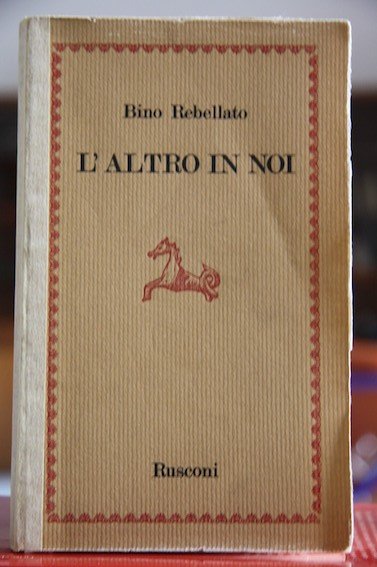 Bino Rebellato
L'ALTRO IN NOI
Rusconi